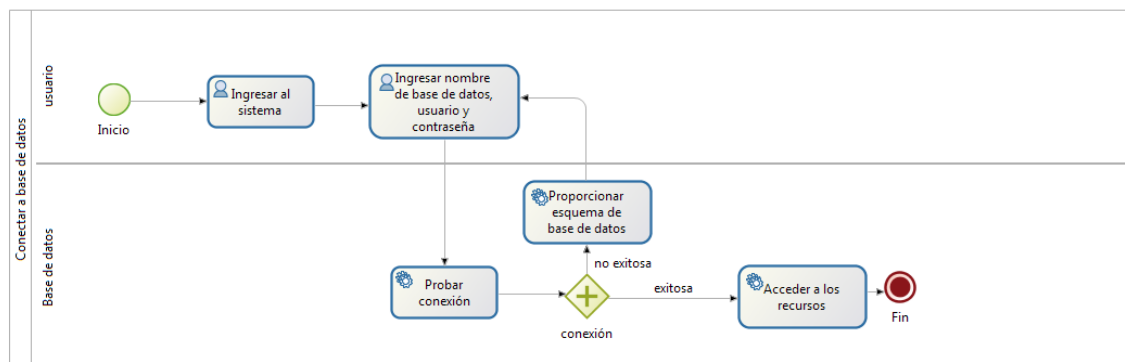 Conectar a base de datos
usuario
Inicio
Ingresar al
sistema
Ingresar nombre
de base de datos,
usuario y
contraseña
Base de datos
Proporcionar
esquema de
base de datos
no exitosa
Probar
conexión
conexión
exitosa
Acceder a los
recursos
Fin